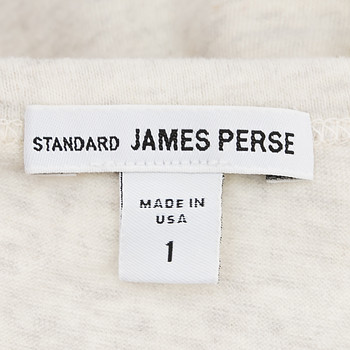 STANDARD JAMES PERSE
MADE IN
USA
1